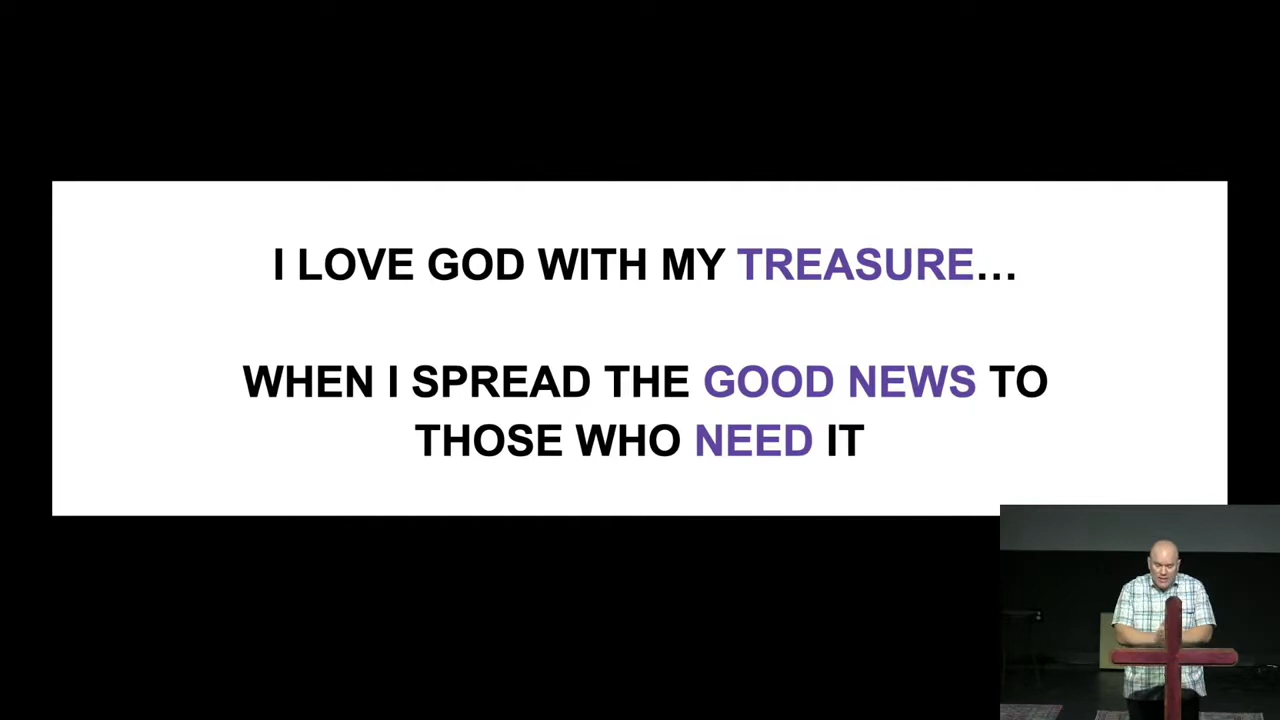 I LOVE GOD WITH MY TREASURE…
WHEN I SPREAD THE GOOD NEWS TO
THOSE WHO NEED IT